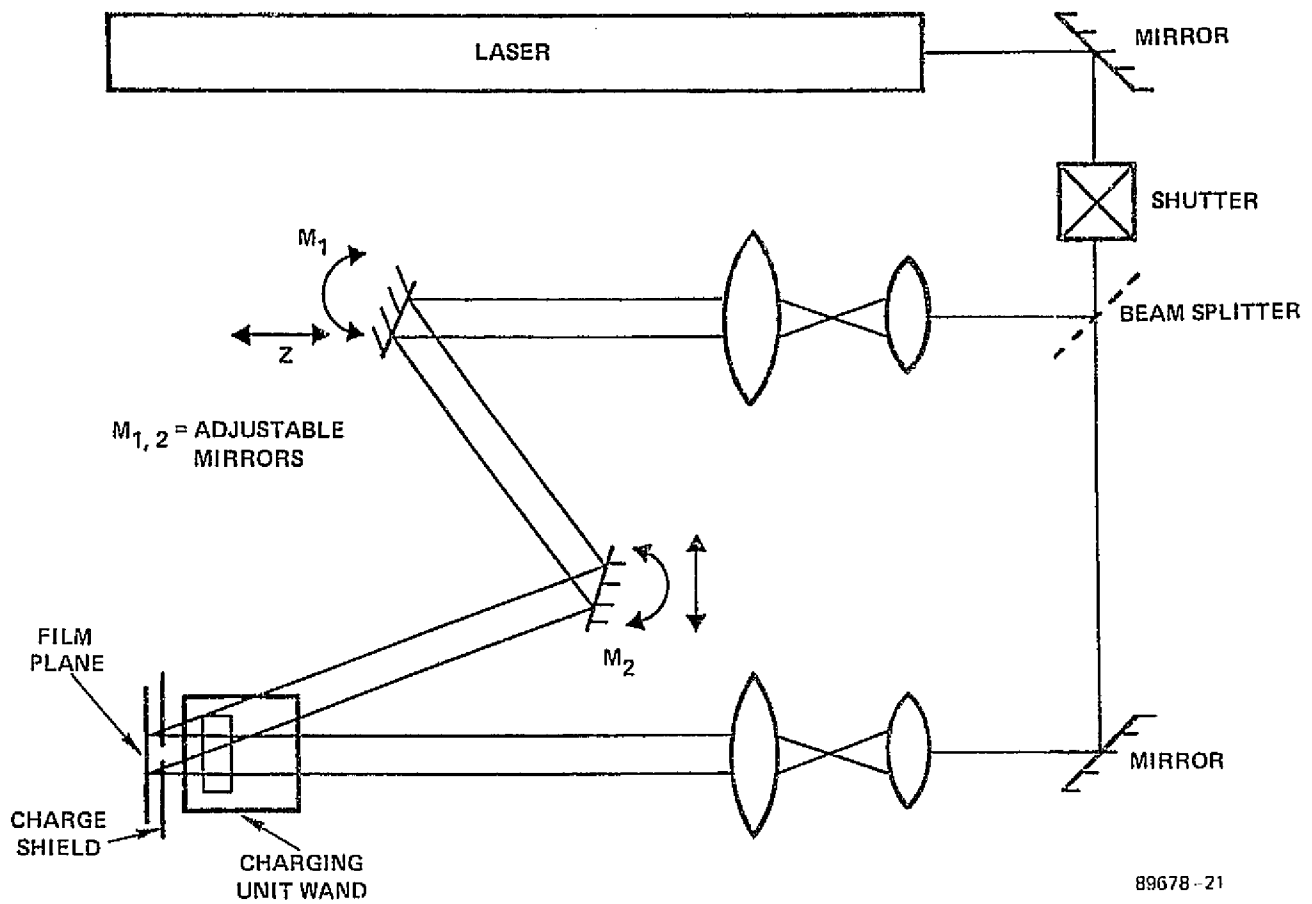 LASER
MIRROR
SHUTTER
M1
BEAM SPLITTER
Z
M1, 2 = ADJUSTABLE
MIRRORS
FILM
PLANE
M2
MIRROR
CHARGE
SHIELD
CHARGING
UNIT WAND
89678-21